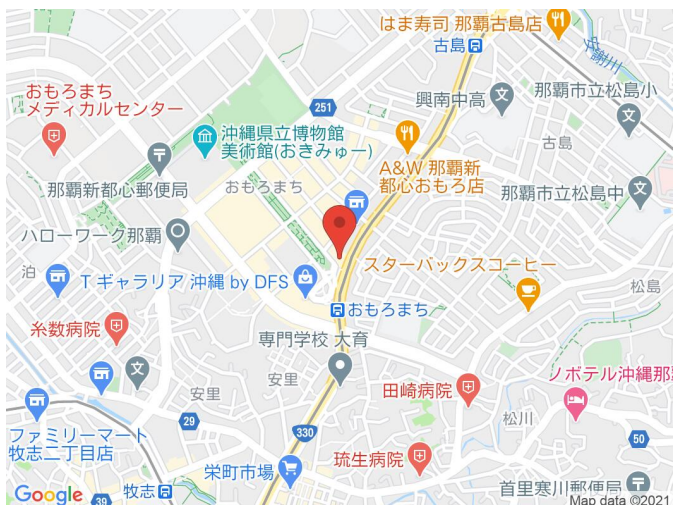 はま寿司 那覇古島店
古島
安謝川
おもろまち
メディカルセンター
251
興南中高
那覇市立松島小
沖縄県立博物館
美術館(おきみゅー)
古島
A&W 那覇新
都心おもろ店
那覇新都心郵便局
おもろまち
那覇市立松島中
ハローワーク那覇
泊
スターバックスコーヒー
T ギャラリア 沖縄 by DFS
松島
おもろまち
糸数病院
専門学校 大育
安里
安里
田崎病院
ノボテル沖縄那覇
松川
29
ファミリーマート
牧志二丁目店
330
50
琉生病院
栄町市場
首里寒川郵便局
牧志
39
Google
Map data ©2021